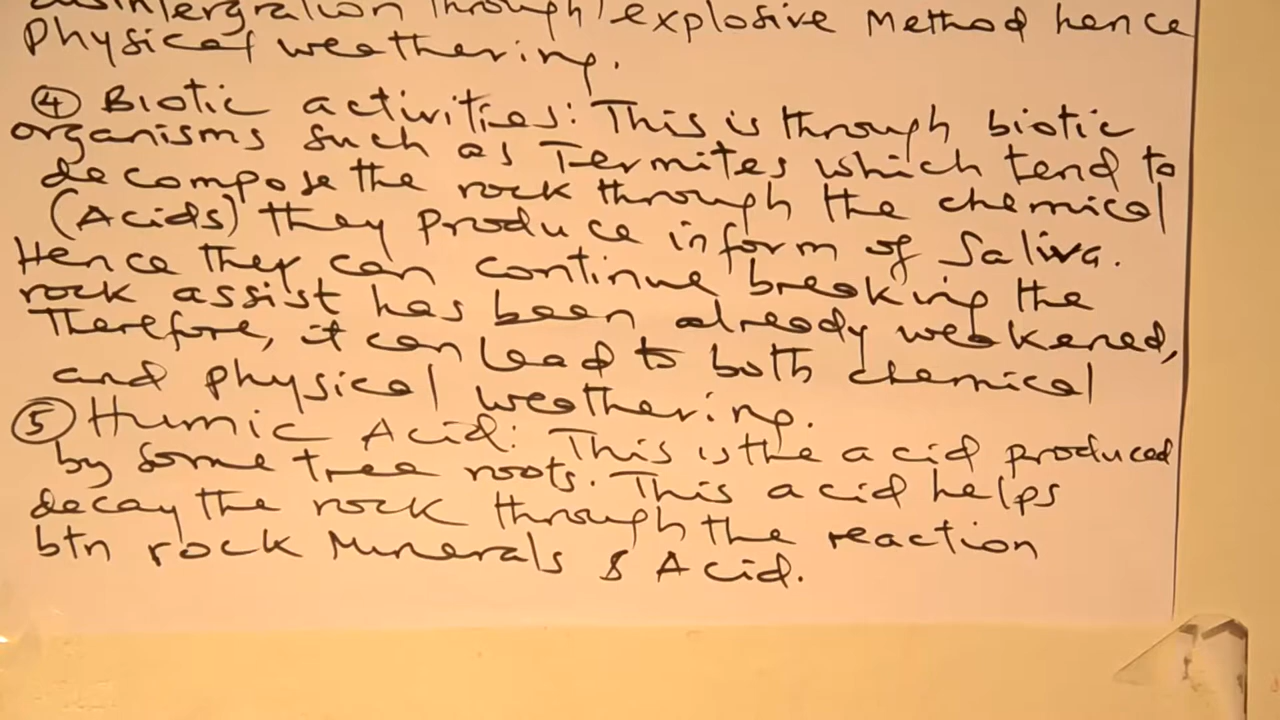 disintergration through explosive Method hence
Physical weathering.
④ Biotic activities: This is through biotic
organisms such as Termites which tend to
decompose the rock through the chemical
(Acids) they produce inform of Saliva.
Hence they can continue breaking the
rock assist has been already weakened,
Therefore, it can lead to both chemical
and physical weathering.
⑤ Humic Acid: This is the acid produced
by some tree roots. This acid helps
decay the rock through the reaction
btn rock Minerals & Acid.